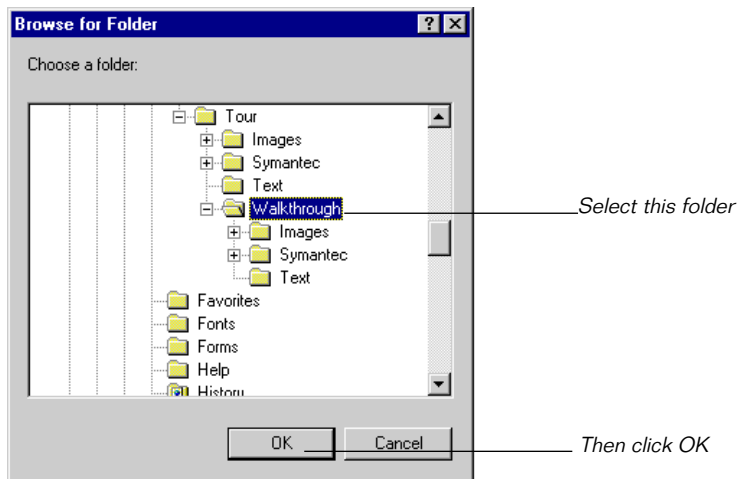 Browse for Folder
Choose a folder:
Tour
Images
Symantec
Text
Walkthrough
Select this folder
Images
Symantec
Text
Favorites
Fonts
Forms
Help
History
OK
Cancel
Then click OK